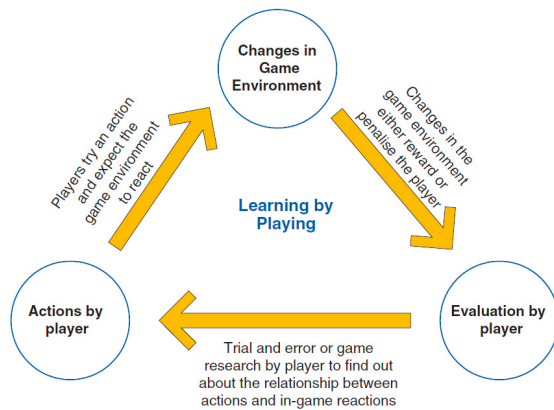 Changes in
Game
Environment
Players try an action
and expect the
game environment
to react
Changes in the
game environment
either reward or
penalise the player
Learning by
Playing
Actions by
player
Evaluation by
player
Trial and error or game
research by player to find out
about the relationship between
actions and in-game reactions